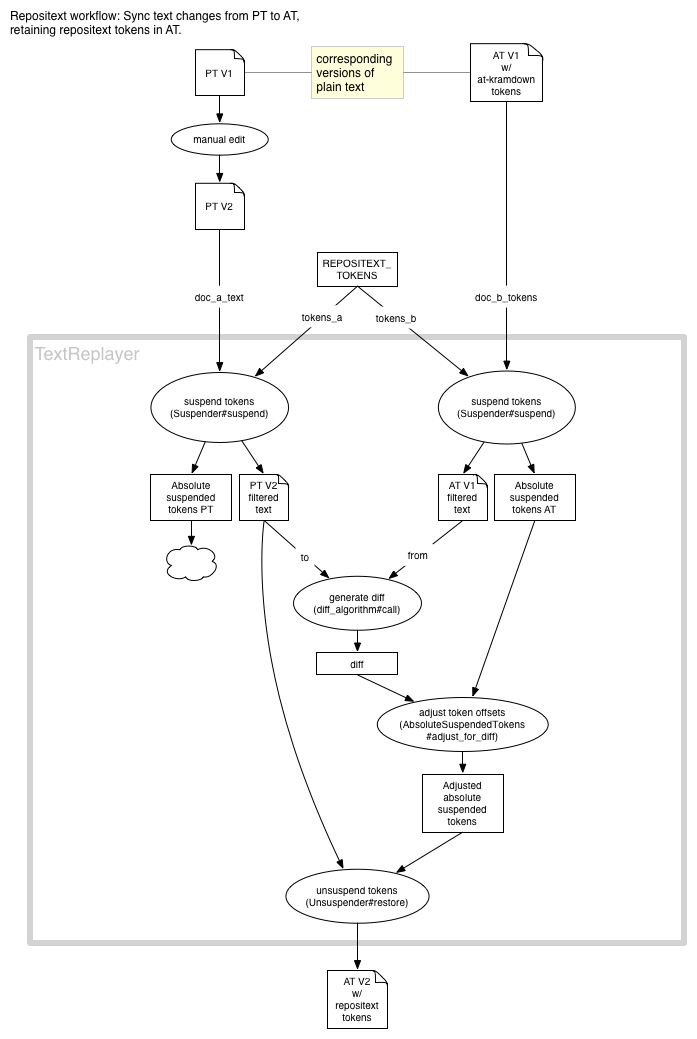 Repositext workflow: Sync text changes from PT to AT,
retaining repositext tokens in AT.
PT V1
corresponding
versions of
plain text
AT V1
w/
at-kramdown
tokens
manual edit
PT V2
REPOSITEXT_
TOKENS
doc_a_text
tokens_a
tokens_b
doc_b_tokens
TextReplayer
suspend tokens
(Suspender#suspend)
suspend tokens
(Suspender#suspend)
Absolute
suspended
tokens PT
PT V2
filtered
text
AT V1
filtered
text
Absolute
suspended
tokens AT
to
from
generate diff
(diff_algorithm#call)
diff
adjust token offsets
(AbsoluteSuspendedTokens
#adjust_for_diff)
Adjusted
absolute
suspended
tokens
unsuspend tokens
(Unsuspender#restore)
AT V2
w/
repositext
tokens